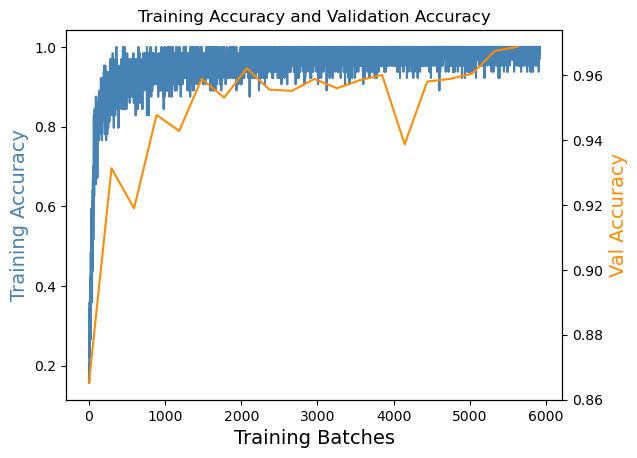 Training Accuracy and Validation Accuracy
1.0
0.8
0.6
0.4
0.2
Training Accuracy
0.96
0.94
0.92
0.90
0.88
0.86
Val Accuracy
0 1000 2000 3000 4000 5000 6000
Training Batches